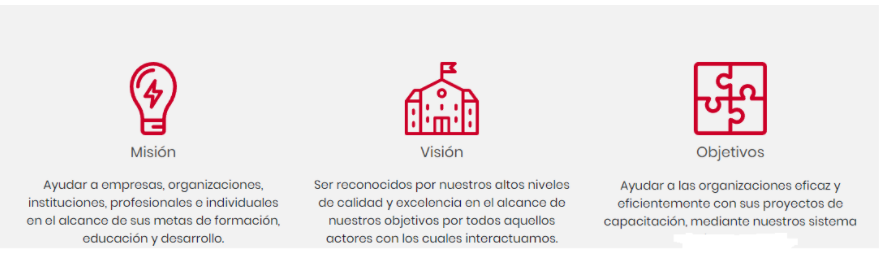 Misión
Ayudar a empresas, organizaciones,
instituciones, profesionales e individuales
en el alcance de sus metas de formación,
educación y desarrollo.
Visión
Ser reconocidos por nuestros altos niveles
de calidad y excelencia en el alcance de
nuestros objetivos por todos aquellos
actores con los cuales interactuamos.
Objetivos
Ayudar a las organizaciones eficaz y
eficientemente con sus proyectos de
capacitación, mediante nuestros sistema